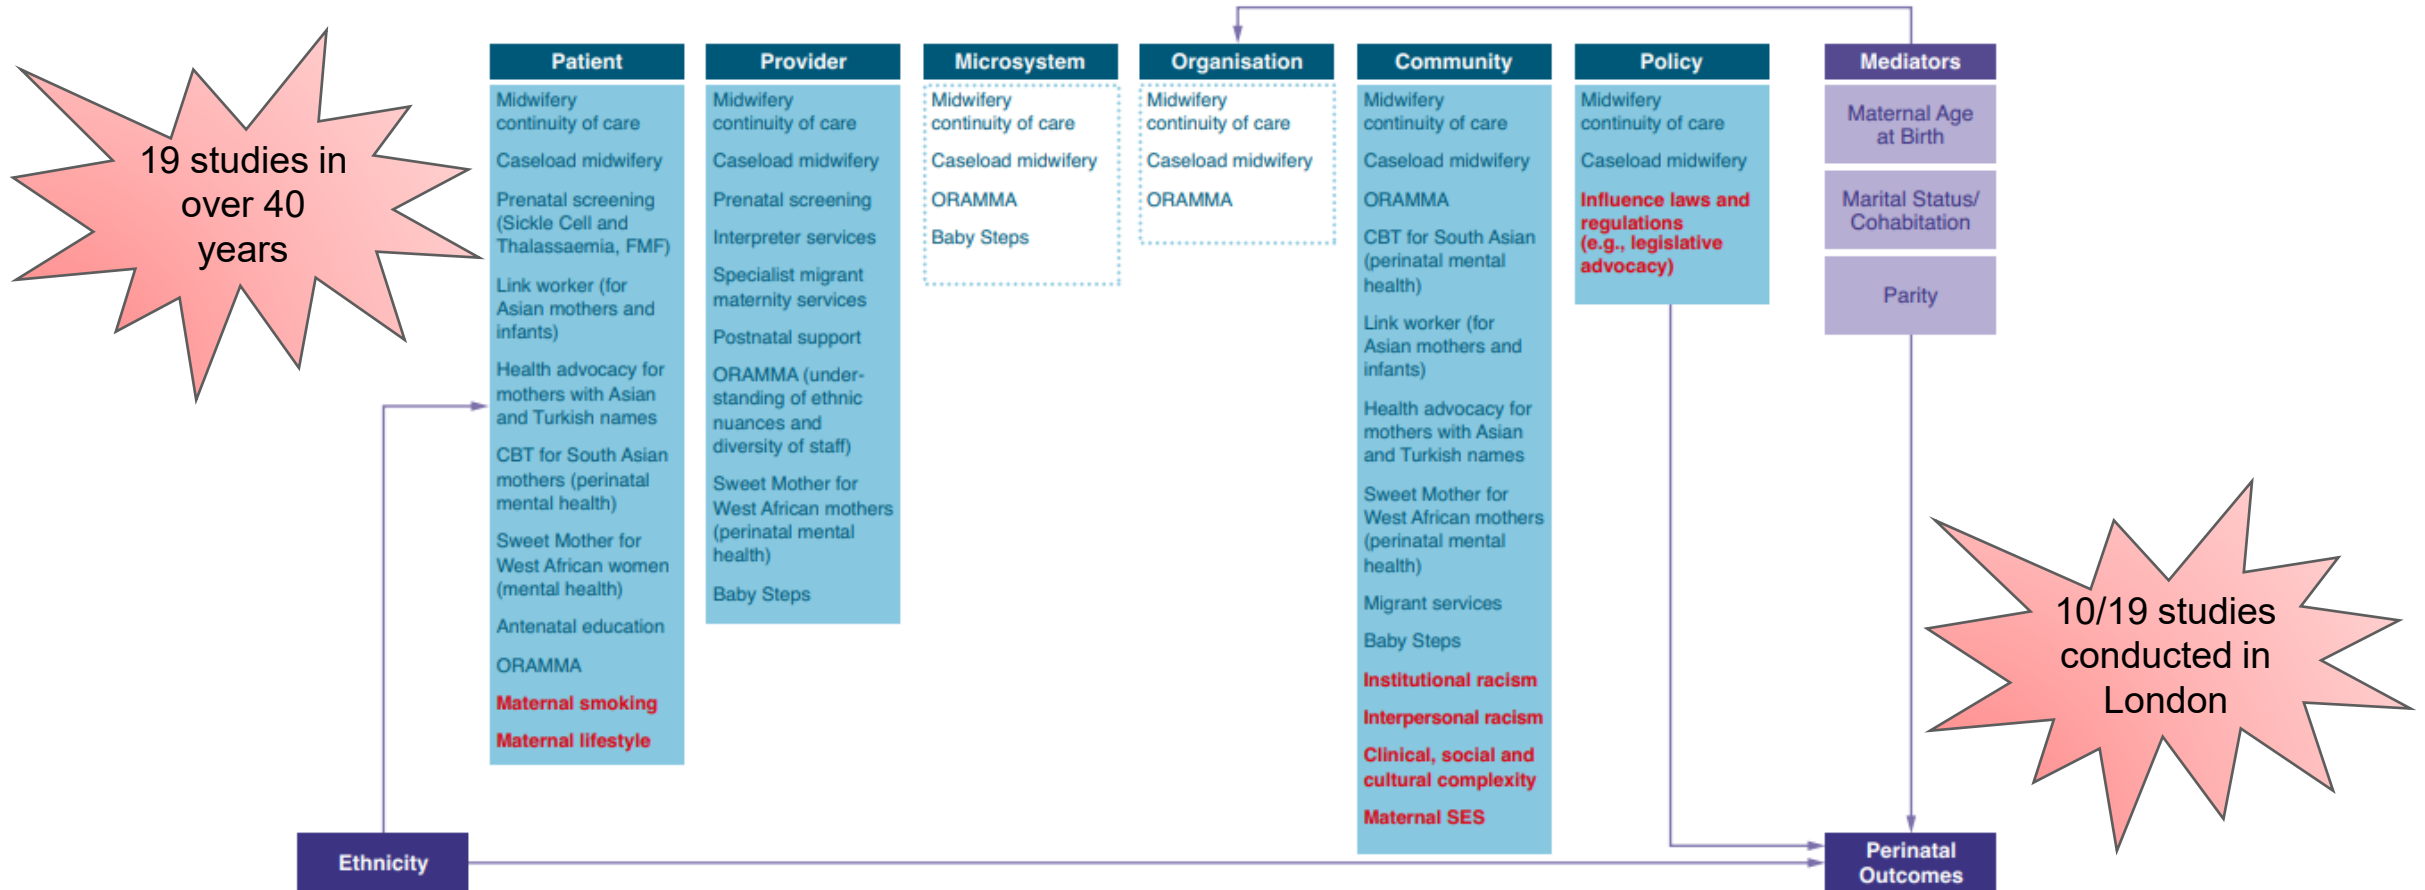 19 studies in
over 40
years
Patient
Midwifery
continuity of care
Caseload midwifery
Prenatal screening
(Sickle Cell and
Thalassaemia, FMF)
Link worker (for
Asian mothers and
infants)
Health advocacy for
mothers with Asian
and Turkish names
CBT for South Asian
mothers (perinatal
mental health)
Sweet Mother for
West African women
(mental health)
Antenatal education
ORAMMA
Maternal smoking
Maternal lifestyle
Provider
Midwifery
continuity of care
Caseload midwifery
Prenatal screening
Interpreter services
Specialist migrant
maternity services
Postnatal support
ORAMMA (under-
standing of ethnic
nuances and
diversity of staff)
Sweet Mother for
West African mothers
(perinatal mental
health)
Baby Steps
Microsystem
Midwifery
continuity of care
Caseload midwifery
ORAMMA
Baby Steps
Organisation
Midwifery
continuity of care
Caseload midwifery
ORAMMA
Community
Midwifery
continuity of care
Caseload midwifery
ORAMMA
CBT for South Asian
(perinatal mental
health)
Link worker (for
Asian mothers and
infants)
Health advocacy for
mothers with Asian
and Turkish names
Sweet Mother for
West African mothers
(perinatal mental
health)
Migrant services
Baby Steps
Institutional racism
Interpersonal racism
Clinical, social and
cultural complexity
Maternal SES
Policy
Midwifery
continuity of care
Caseload midwifery
Influence laws and
regulations
(e.g., legislative
advocacy)
Mediators
Maternal Age
at Birth
Marital Status/
Cohabitation
Parity
10/19 studies
conducted in
London
Ethnicity
Perinatal
Outcomes